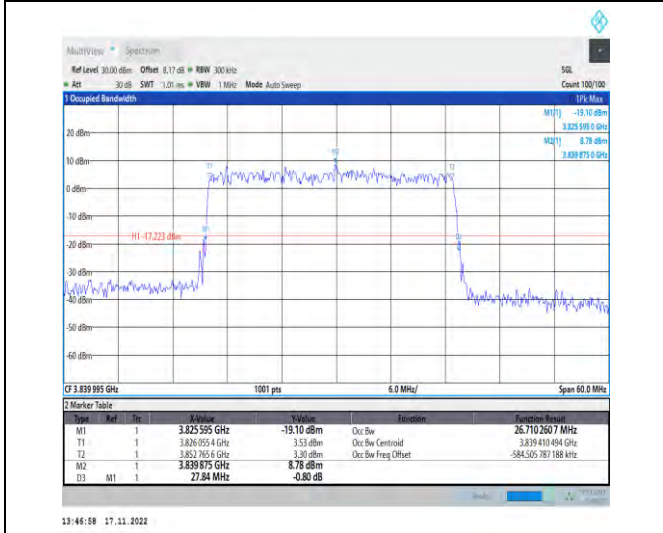 MultiView Spectrum
Ref Level 30.00 dBm Offset 8.17 dB RBW 300 kHz SGL
Att 30 dB SWT 1.01 ms VBW 1 MHz Mode Auto Sweep Count 100/100
1 Occupied Bandwidth 1Pk Max
M1[1] -19.10 dBm
3.825 595 0 GHz
20 dBm
M2[1] 8.78 dBm
3.839 875 0 GHz
M2
10 dBm
T1 T2
0 dBm
-10 dBm
M1
H1 -17.223 dBm
D3
-20 dBm
-30 dBm
-40 dBm
-50 dBm
-60 dBm
CF 3.839 995 GHz 1001 pts 6.0 MHz/ Span 60.0 MHz
2 Marker Table
Type Ref Trc X-Value Y-Value Function Function Result
M1 1 3.825 595 GHz -19.10 dBm Occ Bw 26.710 260 7 MHz
T1 1 3.826 055 4 GHz 3.53 dBm Occ Bw Centroid 3.839 410 494 GHz
T2 1 3.852 765 6 GHz 3.30 dBm Occ Bw Freq Offset -584.505 787 188 kHz
M2 1 3.839 875 GHz 8.78 dBm
D3 M1 1 27.84 MHz -0.80 dB
13:46:58 17.11.2022